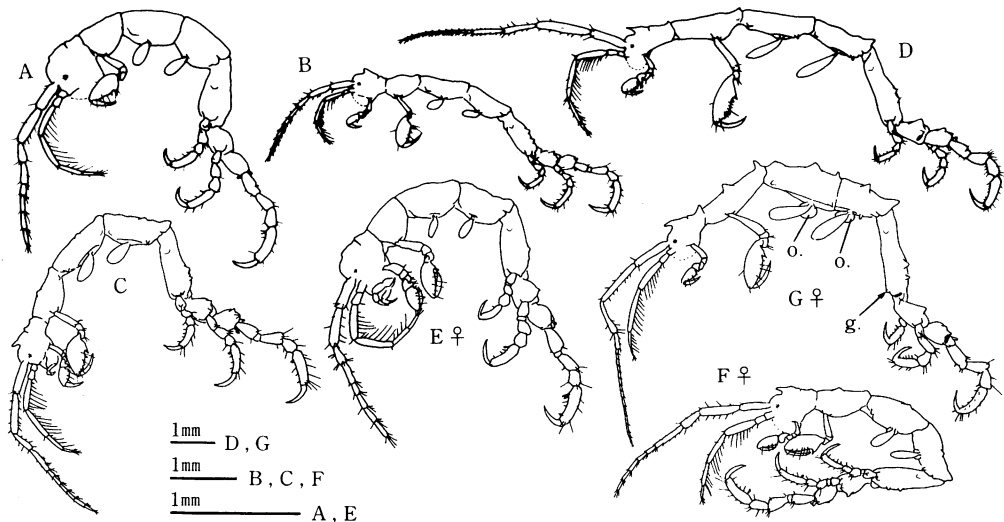 A
B
D
C
E ♀
o.
o.
G ♀
g.
F ♀
1mm
D , G
1mm
B , C , F
1mm
A , E